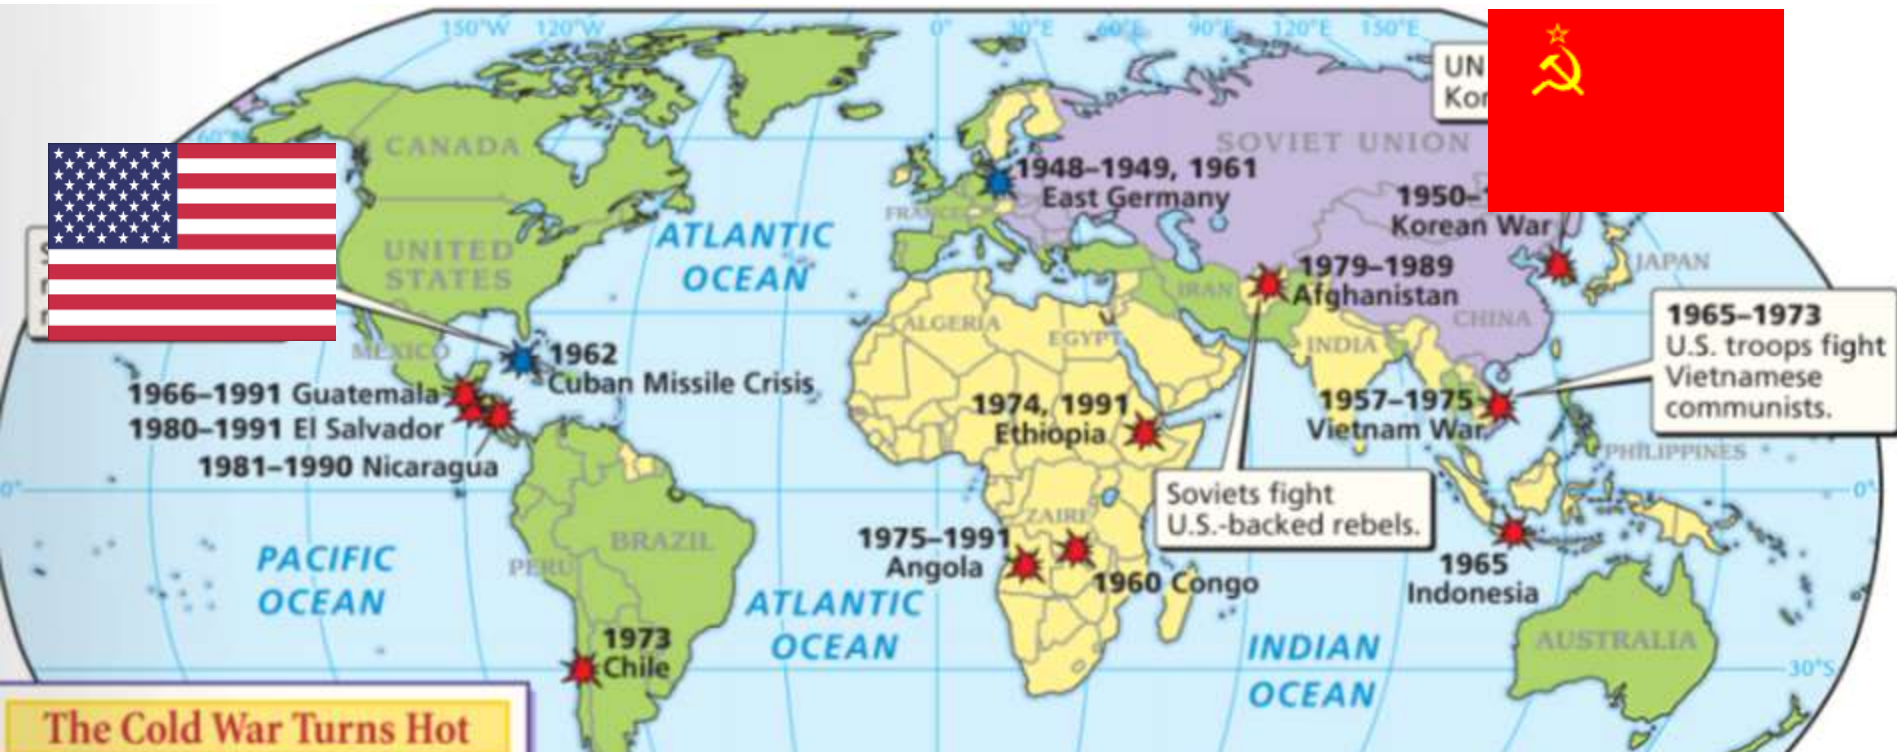 150°W 120°W 0° 30°E 60°E 90°E 120°E 150°E
UN
Kor
60°N
CANADA
SOVIET UNION
1948–1949, 1961
East Germany
1950–
Korean War
FRANCE
UNITED
STATES
ATLANTIC
OCEAN
JAPAN
1979–1989
Afghanistan
IRAN
CHINA
ALGERIA
EGYPT
INDIA
1965–1973
U.S. troops fight
Vietnamese
communists.
MEXICO
1962
Cuban Missile Crisis
1966–1991 Guatemala
1980–1991 El Salvador
1981–1990 Nicaragua
1974, 1991
Ethiopia
1957–1975
Vietnam War
PHILIPPINES
Soviets fight
U.S.-backed rebels.
0°
0°
ZAIRE
BRAZIL
PERU
PACIFIC
OCEAN
1975–1991
Angola
1960 Congo
1965
Indonesia
ATLANTIC
OCEAN
INDIAN
OCEAN
AUSTRALIA
1973
Chile
30°S
The Cold War Turns Hot